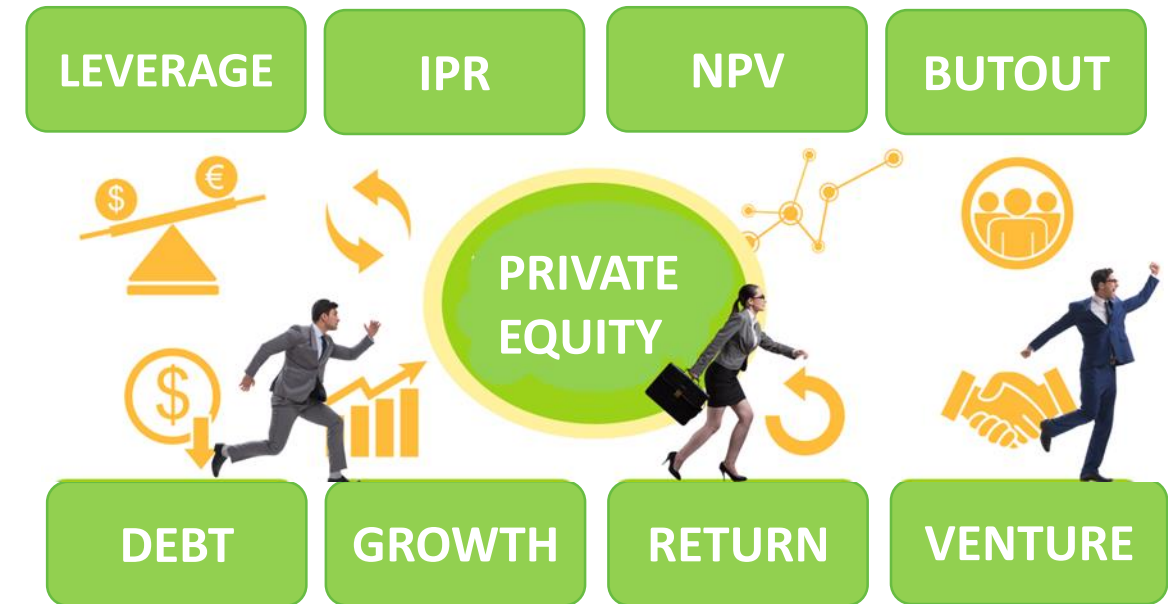 LEVERAGE
IPR
NPV
BUTOUT
$
€
PRIVATE
EQUITY
$
DEBT
GROWTH
RETURN
VENTURE